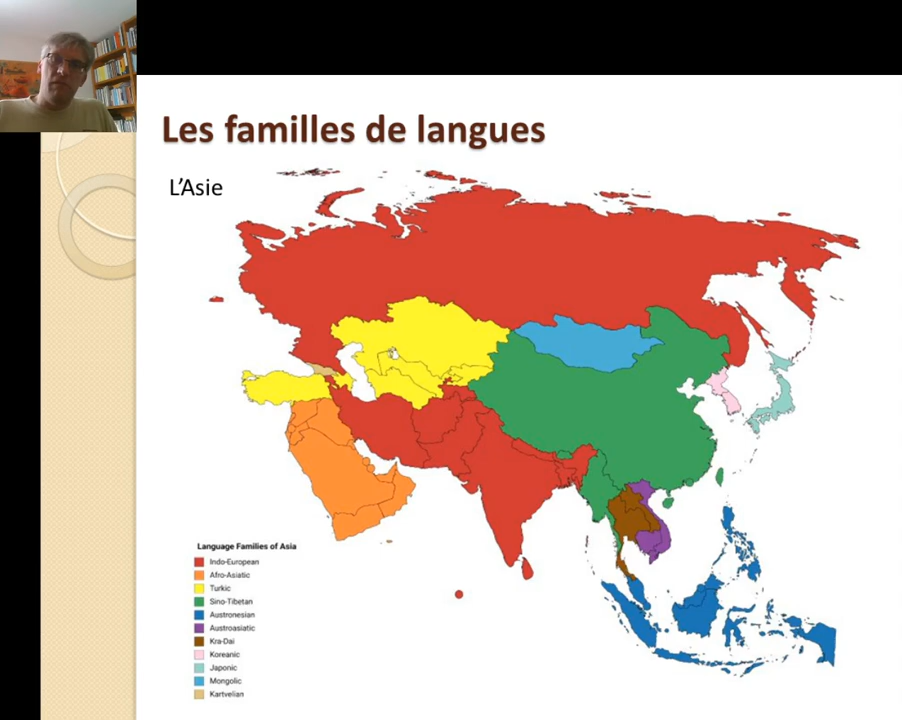 Les familles de langues
L'Asie
Language Families of Asia
Indo-European
Afro-Asiatic
Turkic
Sino-Tibetan
Austronesian
Austroasiatic
Kra-Dai
Koreanic
Japonic
Mongolic
Kartvelian